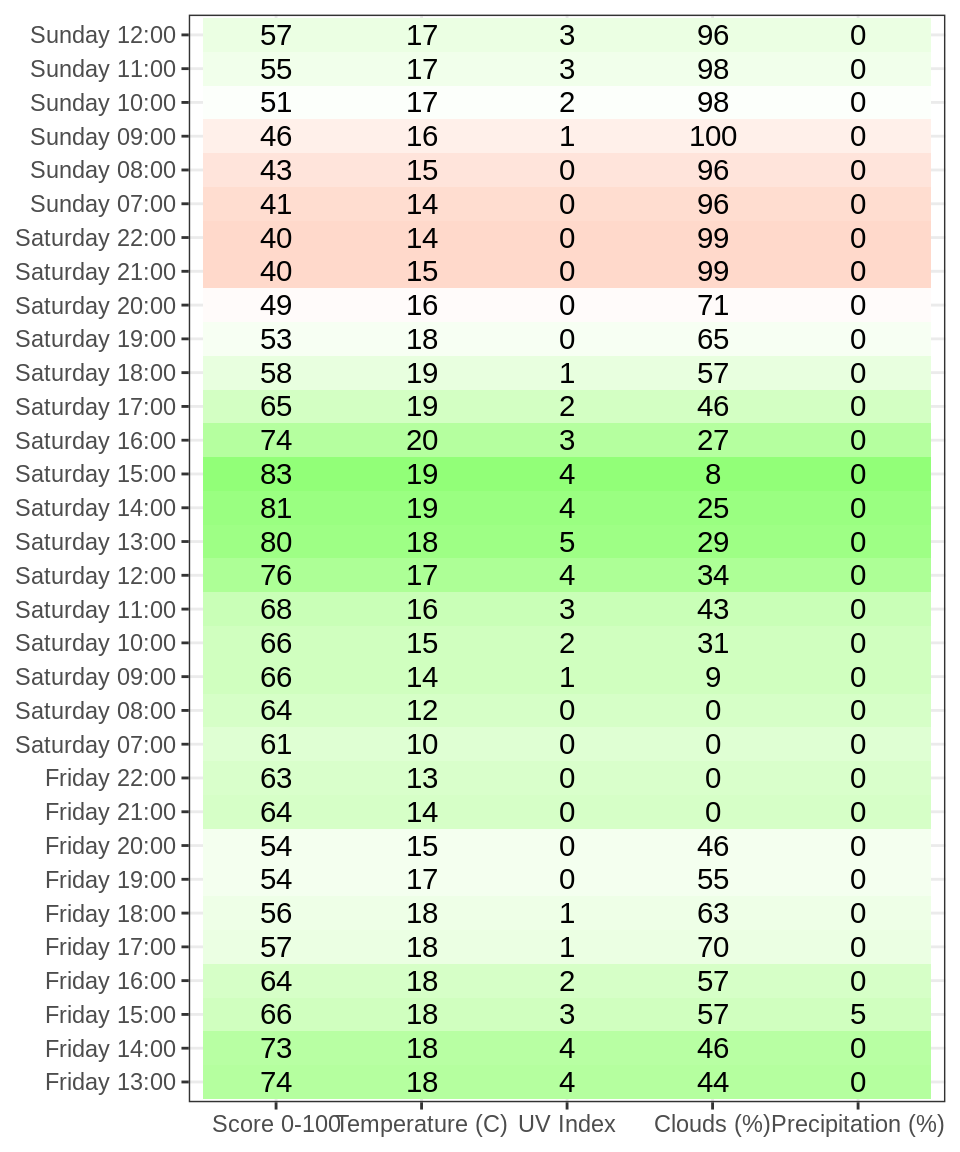 Sunday 12:00 57 17 3 96 0
Sunday 11:00 55 17 3 98 0
Sunday 10:00 51 17 2 98 0
Sunday 09:00 46 16 1 100 0
Sunday 08:00 43 15 0 96 0
Sunday 07:00 41 14 0 96 0
Saturday 22:00 40 14 0 99 0
Saturday 21:00 40 15 0 99 0
Saturday 20:00 49 16 0 71 0
Saturday 19:00 53 18 0 65 0
Saturday 18:00 58 19 1 57 0
Saturday 17:00 65 19 2 46 0
Saturday 16:00 74 20 3 27 0
Saturday 15:00 83 19 4 8 0
Saturday 14:00 81 19 4 25 0
Saturday 13:00 80 18 5 29 0
Saturday 12:00 76 17 4 34 0
Saturday 11:00 68 16 3 43 0
Saturday 10:00 66 15 2 31 0
Saturday 09:00 66 14 1 9 0
Saturday 08:00 64 12 0 0 0
Saturday 07:00 61 10 0 0 0
Friday 22:00 63 13 0 0 0
Friday 21:00 64 14 0 0 0
Friday 20:00 54 15 0 46 0
Friday 19:00 54 17 0 55 0
Friday 18:00 56 18 1 63 0
Friday 17:00 57 18 1 70 0
Friday 16:00 64 18 2 57 0
Friday 15:00 66 18 3 57 5
Friday 14:00 73 18 4 46 0
Friday 13:00 74 18 4 44 0
Score 0-100 Temperature (C) UV Index Clouds (%) Precipitation (%)